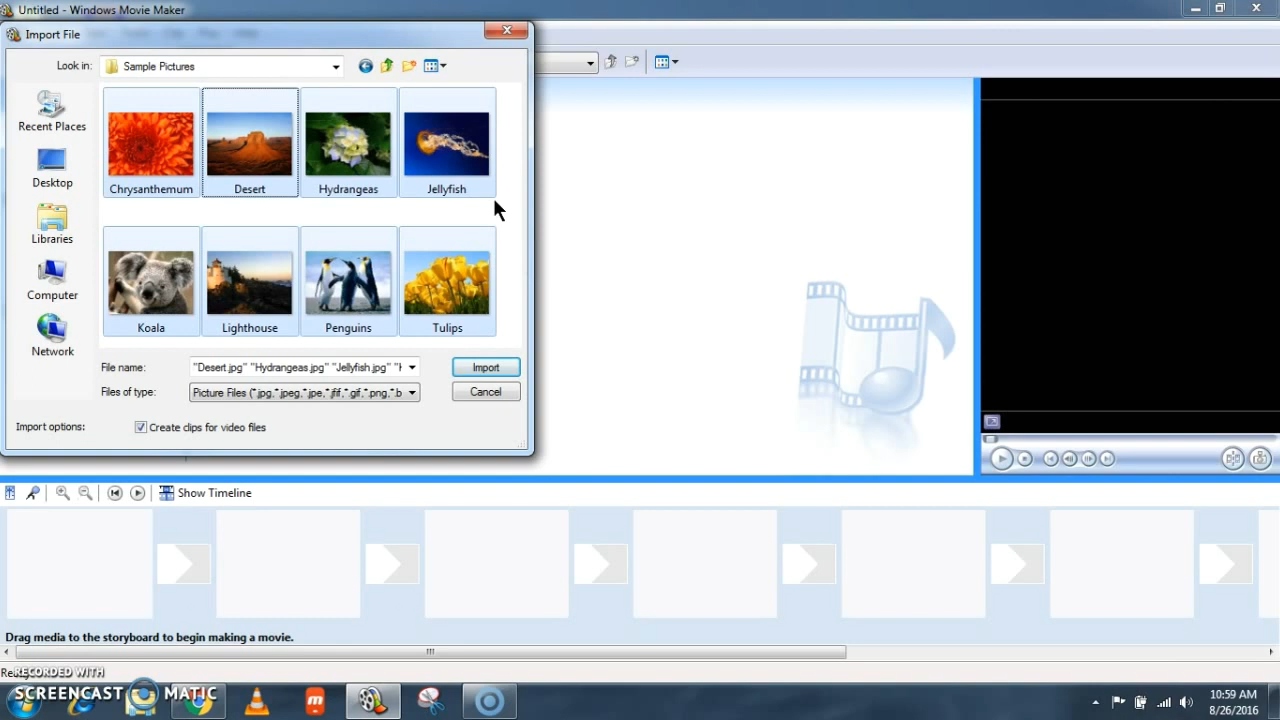 Untitled - Windows Movie Maker
Import File
Look in:
Sample Pictures
Recent Places
Desktop
Libraries
Computer
Network
Chrysanthemum
Desert
Hydrangeas
Jellyfish
Koala
Lighthouse
Penguins
Tulips
File name:
"Desert.jpg" "Hydrangeas.jpg" "Jellyfish.jpg"
Import
Files of type:
Picture Files (*.jpg,*.jpeg,*.jpe,*.jfif,*.gif,*.png,*.b
Cancel
Import options:
Create clips for video files
Show Timeline
Drag media to the storyboard to begin making a movie.
RECORDED WITH
SCREENCAST MATIC
10:59 AM
8/26/2016